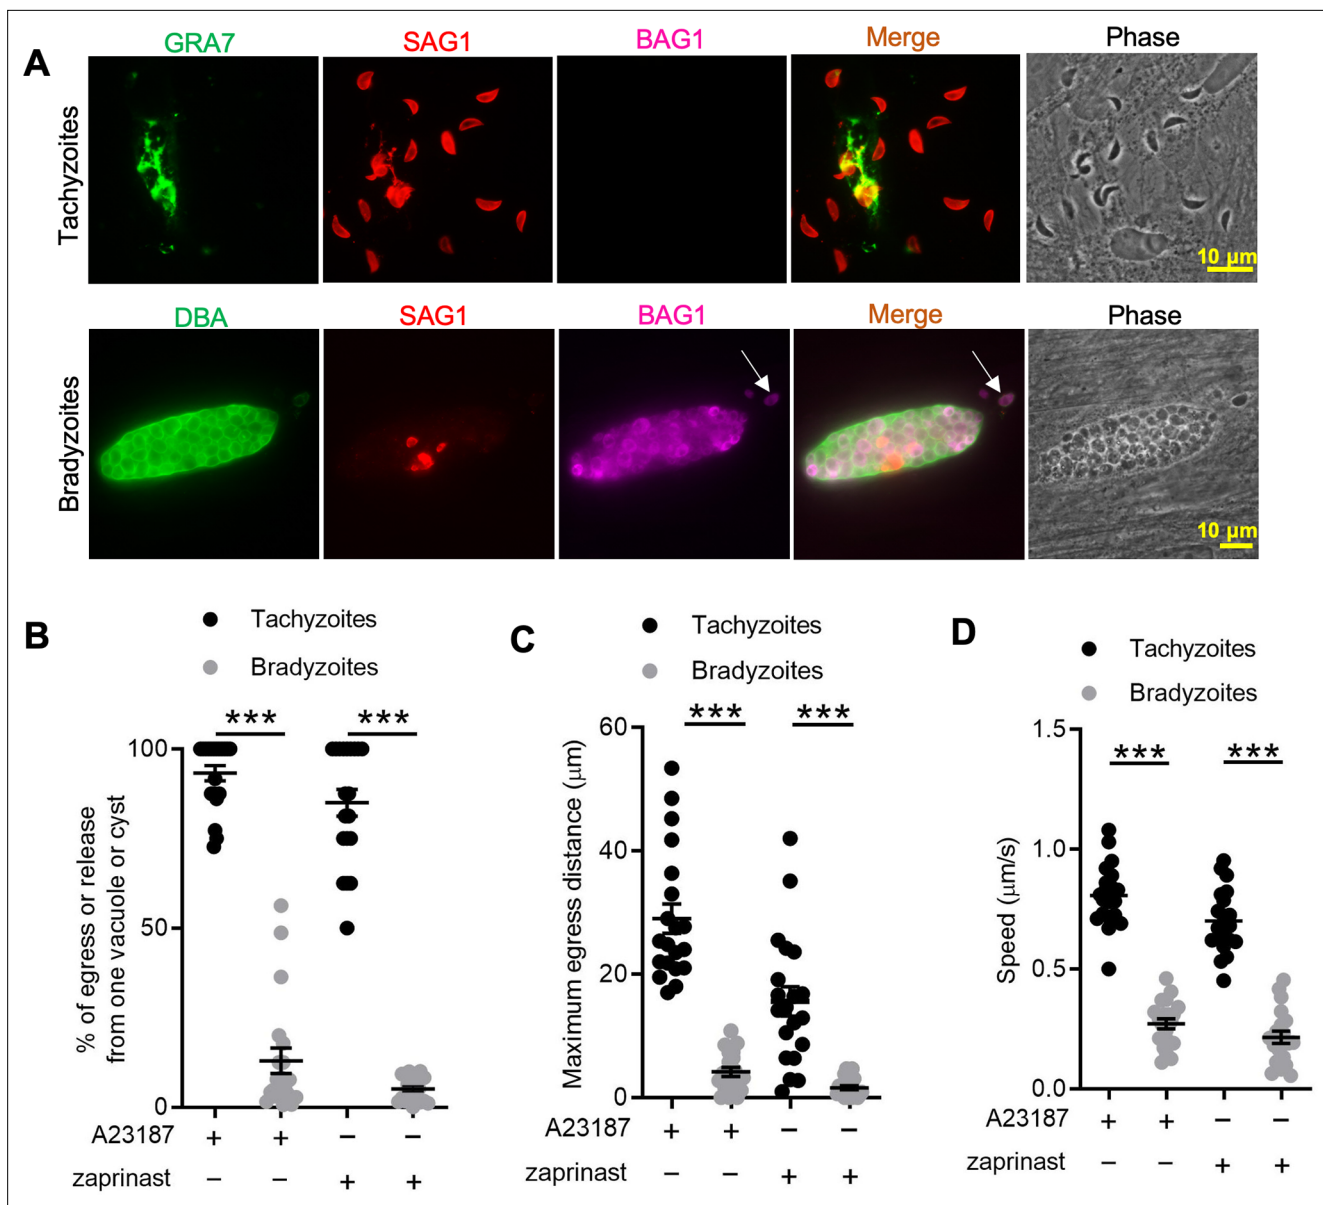 A
GRA7 SAG1 BAG1 Merge Phase
Tachyzoites
10 µm
DBA SAG1 BAG1 Merge Phase
Bradyzoites
10 µm
B
Tachyzoites
Bradyzoites
*** ***
% of egress or release
from one vacuole or cyst
100
50
0
A23187 + + – –
zaprinast – – + +
C
Tachyzoites
Bradyzoites
*** ***
Maximum egress distance (µm)
60
40
20
0
A23187 + + – –
zaprinast – – + +
D
Tachyzoites
Bradyzoites
*** ***
Speed (µm/s)
1.5
1.0
0.5
0.0
A23187 + + – –
zaprinast – – + +